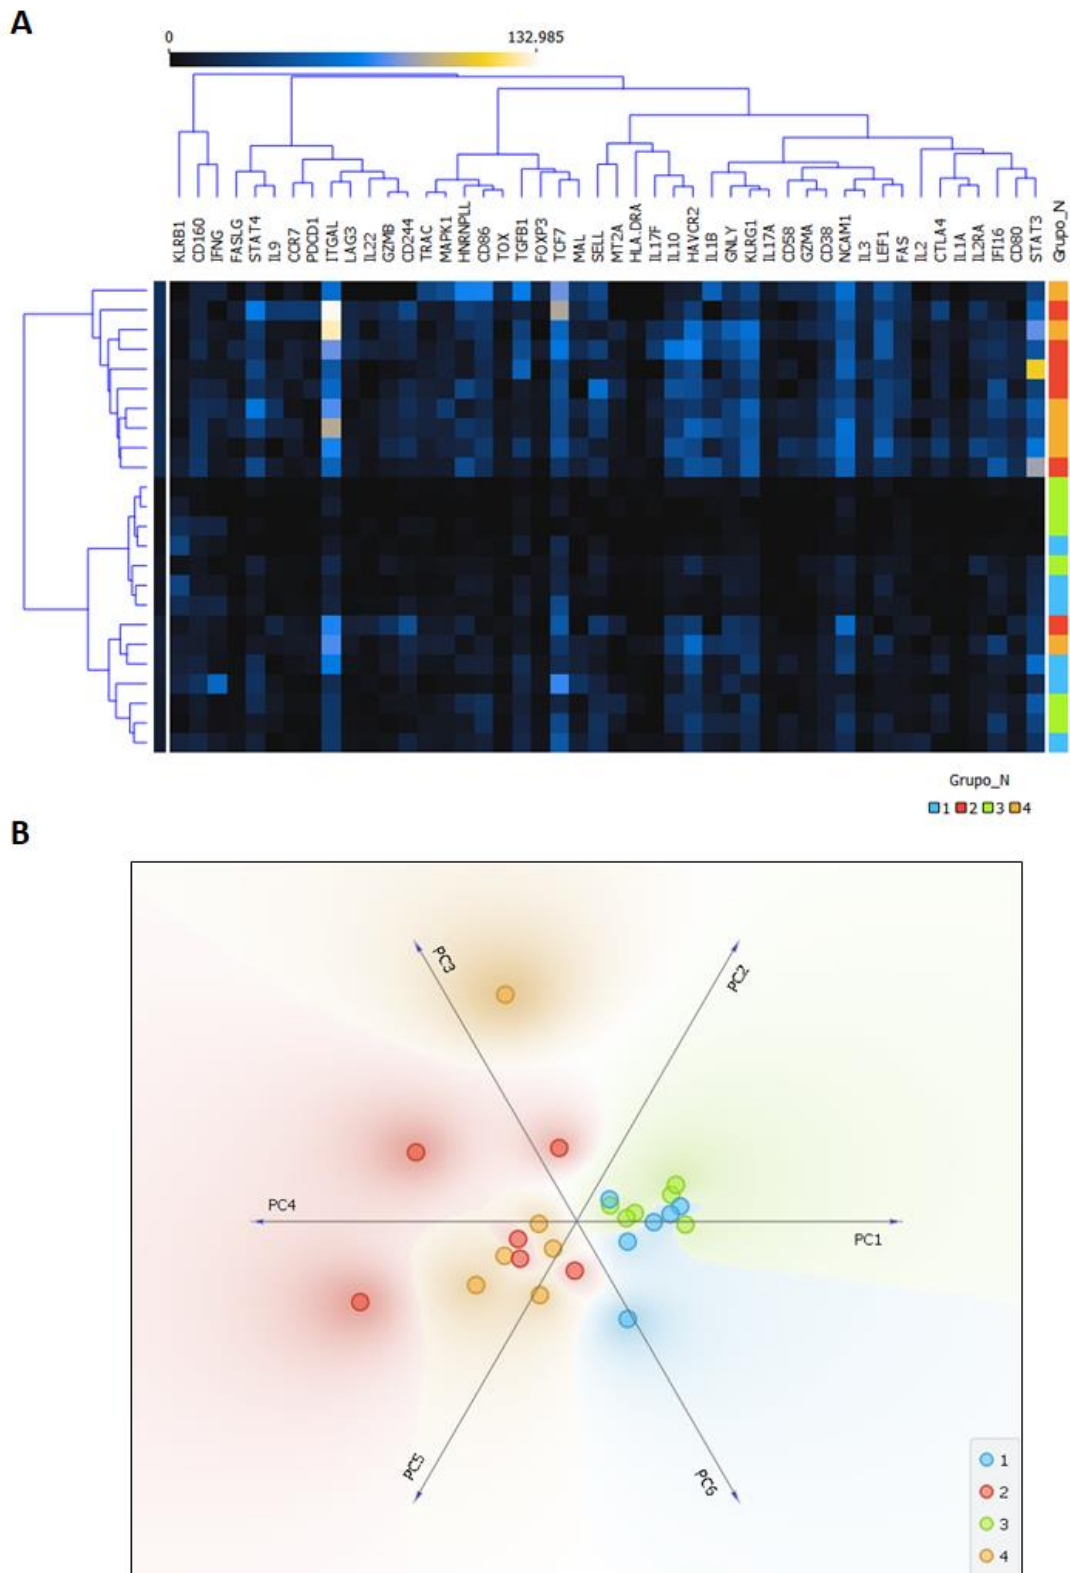 A
0 132.985
KLRB1 CD160 IFNG FASLG STAT4 IL9 CCR7 PDCD1 ITGAL LAG3 IL22 GZMB CD244 TRAC MAPK1 HNRNPLL CD86 TOX TGFB1 FOXP3 TCF7 MAL SELL MT2A HLA.DRA IL17F IL10 HAVCR2 IL1B GNLY KLRG1 IL17A CD58 GZMA CD38 NCAM1 IL3 LEF1 FAS IL2 CTLA4 IL1A IL2RA IFI16 CD80 STAT3 Grupo_N
Grupo_N
1 2 3 4
B
PC3
PC2
PC4
PC1
PC5
PC6
1
2
3
4